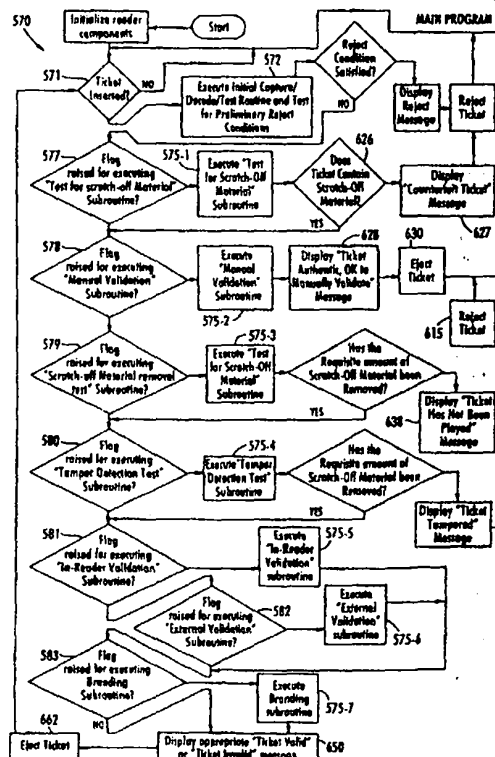 570
Initialize render
components
Start
MAIN PROGRAM
571
Ticket
Inserted?
NO
572
Execute Initial Capture/
Decode/Test Routine and Test
for Preliminary Reject Conditions
Reject
Condition
Satisfied?
NO
Display
Reject
Message
Reject
Ticket
577
Flag
raised for executing
"Test for scratch-off Material"
Subroutine?
575-1
Execute "Test
for Scratch-Off
Material"
Subroutine
626
Does
Ticket Contain
Scratch-Off
Material?
YES
Display
"Counterfeit Ticket"
Message
627
578
Flag
raised for executing
"Manual Validation"
Subroutine?
Execute
"Manual
Validation"
Subroutine
575-2
628
Display "Ticket
Authentic, OK to
Manually Validate"
Message
630
Eject
Ticket
Reject
Ticket
615
579
Flag
raised for executing
"Scratch-off Material removal
test" Subroutine?
575-3
Execute "Test
for Scratch-Off
Material"
Subroutine
Has the
Requisite amount of
Scratch-Off Material been
Removed?
YES
Display "Ticket
Has Not Been
Played"
Message
638
580
Flag
raised for executing
"Tamper Detection Test"
Subroutine?
575-4
Execute "Tamper
Detection Test"
Subroutine
Has the
Requisite amount of
Scratch-Off Material been
Removed?
YES
Display "Ticket
Tampered"
Message
581
Flag
raised for executing
"In-Reader Validation"
Subroutine?
Execute
"In-Reader
Validation"
subroutine
575-5
Flag
raised for executing
"External Validation"
Subroutine?
582
Execute
"External
Validation"
subroutine
575-6
583
Flag
raised for executing
Branding
Subroutine?
NO
Execute
Branding
subroutine
575-7
662
Eject Ticket
Display appropriate "Ticket Valid"
or "Ticket Invalid" message
650